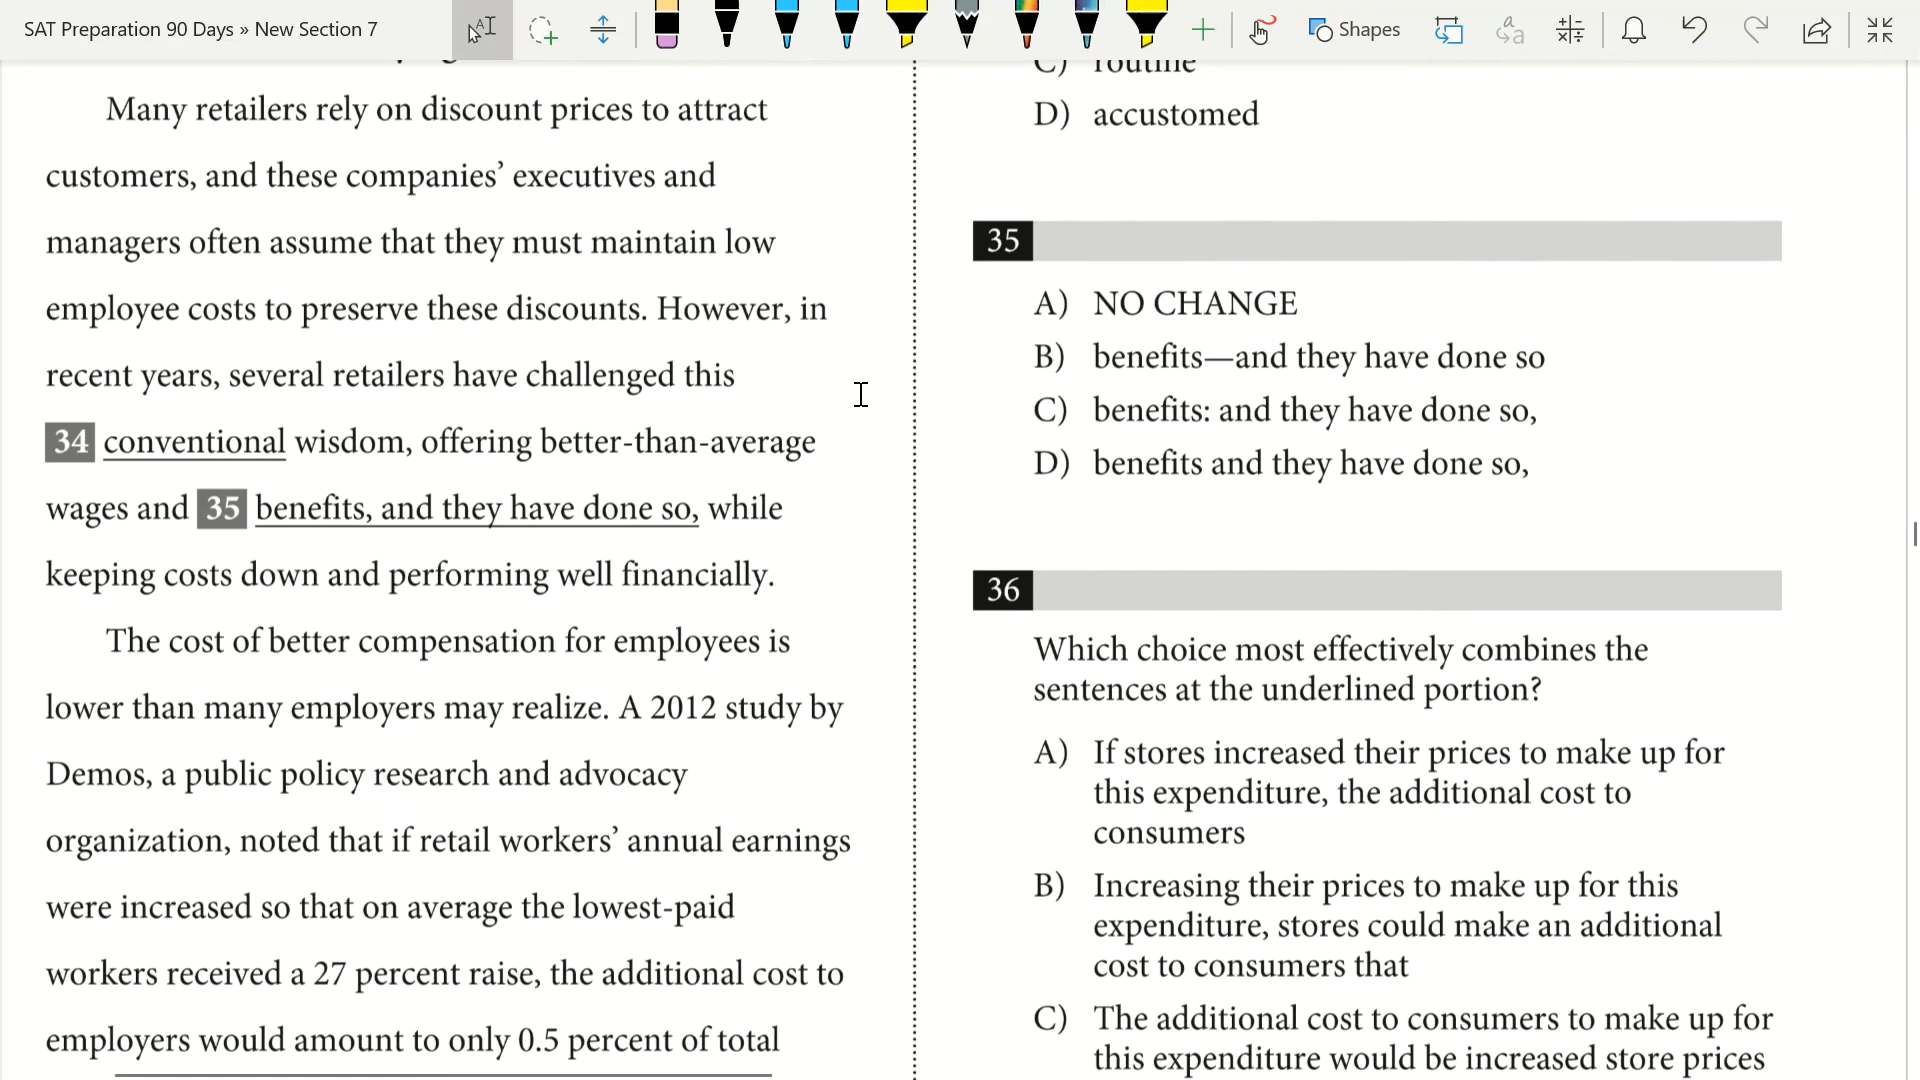 SAT Preparation 90 Days » New Section 7
Shapes
Many retailers rely on discount prices to attract
customers, and these companies’ executives and
managers often assume that they must maintain low
employee costs to preserve these discounts. However, in
recent years, several retailers have challenged this
34 conventional wisdom, offering better-than-average
wages and 35 benefits, and they have done so, while
keeping costs down and performing well financially.
The cost of better compensation for employees is
lower than many employers may realize. A 2012 study by
Demos, a public policy research and advocacy
organization, noted that if retail workers’ annual earnings
were increased so that on average the lowest-paid
workers received a 27 percent raise, the additional cost to
employers would amount to only 0.5 percent of total
C) routine
D) accustomed
35
A) NO CHANGE
B) benefits—and they have done so
C) benefits: and they have done so,
D) benefits and they have done so,
36
Which choice most effectively combines the
sentences at the underlined portion?
A) If stores increased their prices to make up for
this expenditure, the additional cost to
consumers
B) Increasing their prices to make up for this
expenditure, stores could make an additional
cost to consumers that
C) The additional cost to consumers to make up for
this expenditure would be increased store prices